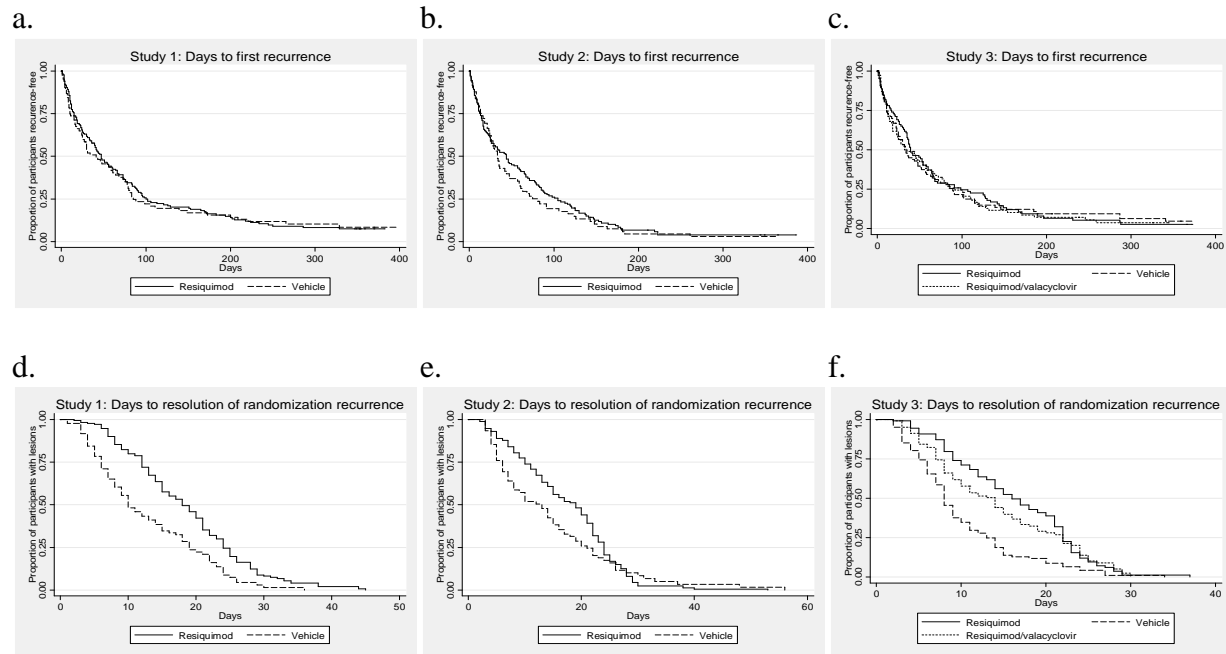 a.
Study 1: Days to first recurrence
Proportion of participants recurence-free
1.00
0.75
0.50
0.25
0.00
0 100 200 300 400
Days
Resiquimod Vehicle
b.
Study 2: Days to first recurrence
Proportion of participants recurence-free
1.00
0.75
0.50
0.25
0.00
0 100 200 300 400
Days
Resiquimod Vehicle
c.
Study 3: Days to first recurrence
Proportion of participants recurence-free
1.00
0.75
0.50
0.25
0.00
0 100 200 300 400
Days
Resiquimod Vehicle
Resiquimod/valacyclovir
d.
Study 1: Days to resolution of randomization recurrence
Proportion of participants with lesions
1.00
0.75
0.50
0.25
0.00
0 10 20 30 40 50
Days
Resiquimod Vehicle
e.
Study 2: Days to resolution of randomization recurrence
Proportion of participants with lesions
1.00
0.75
0.50
0.25
0.00
0 20 40 60
Days
Resiquimod Vehicle
f.
Study 3: Days to resolution of randomization recurrence
Proportion of participants with lesions
1.00
0.75
0.50
0.25
0.00
0 10 20 30 40
Days
Resiquimod Vehicle
Resiquimod/valacyclovir